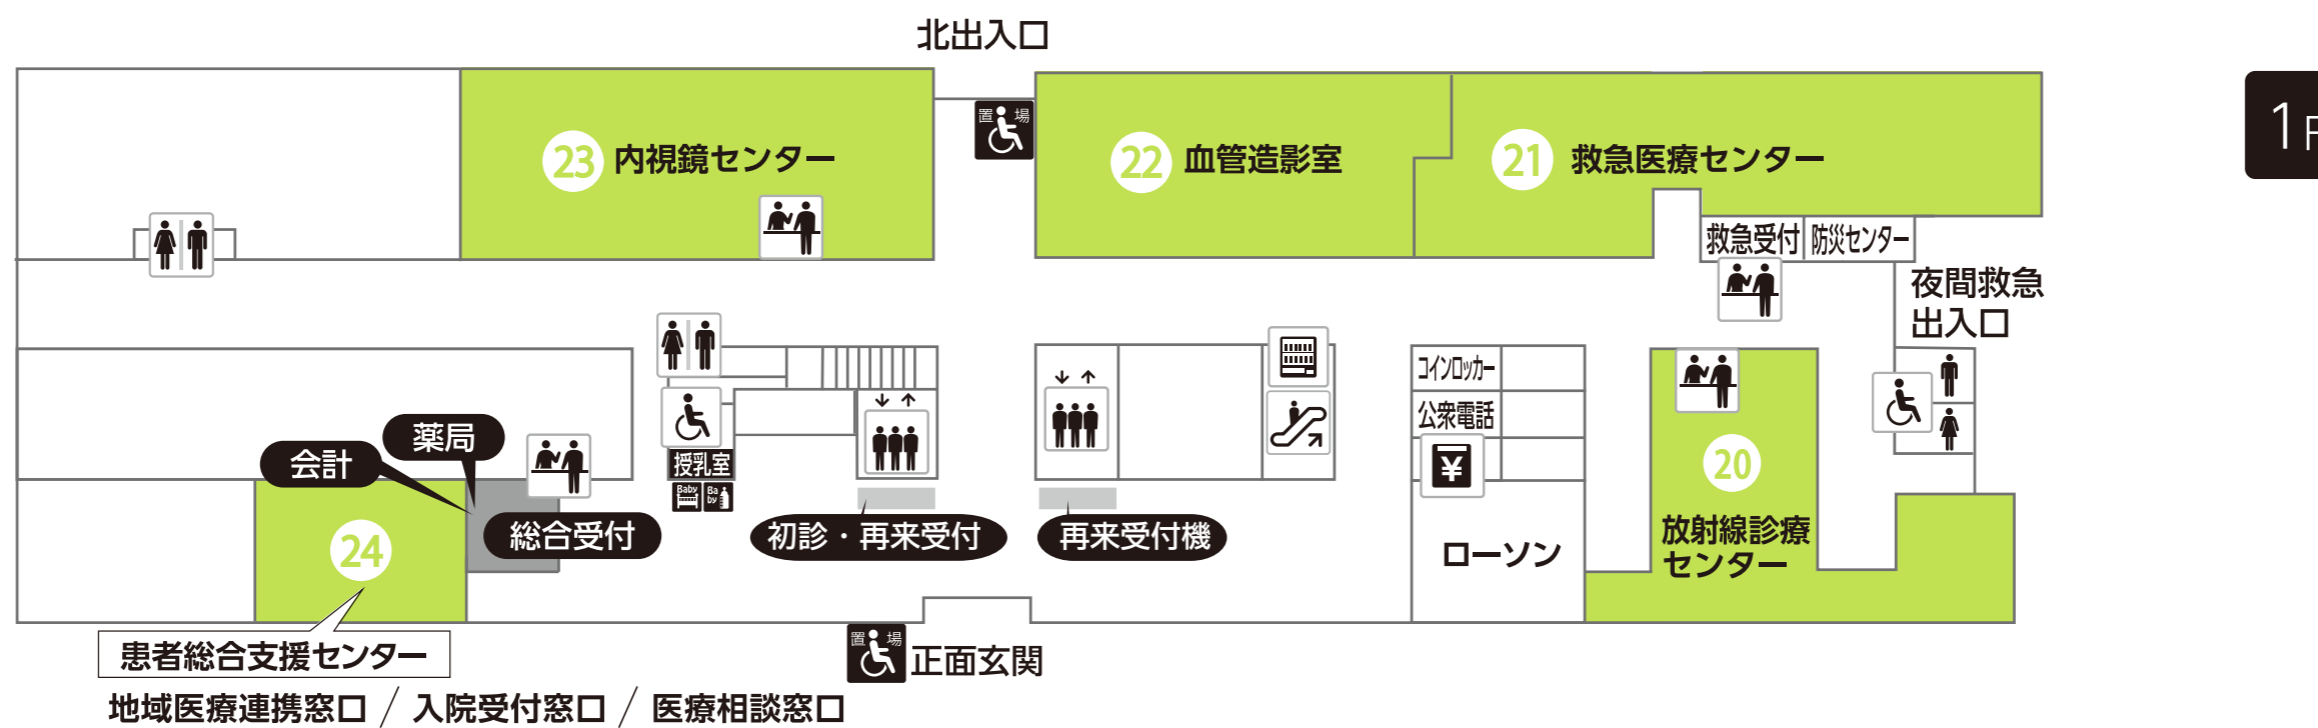 北出入口
1F
置 場
23 内視鏡センター
22 血管造影室
21 救急医療センター
救急受付
防災センター
夜間救急
出入口
コインロッカー
公衆電話
¥
薬局
会計
総合受付
授乳室
Baby
Ba
by
初診・再来受付
再来受付機
ローソン
20
放射線診療
センター
24
患者総合支援センター
置 場
正面玄関
地域医療連携窓口／入院受付窓口／医療相談窓口